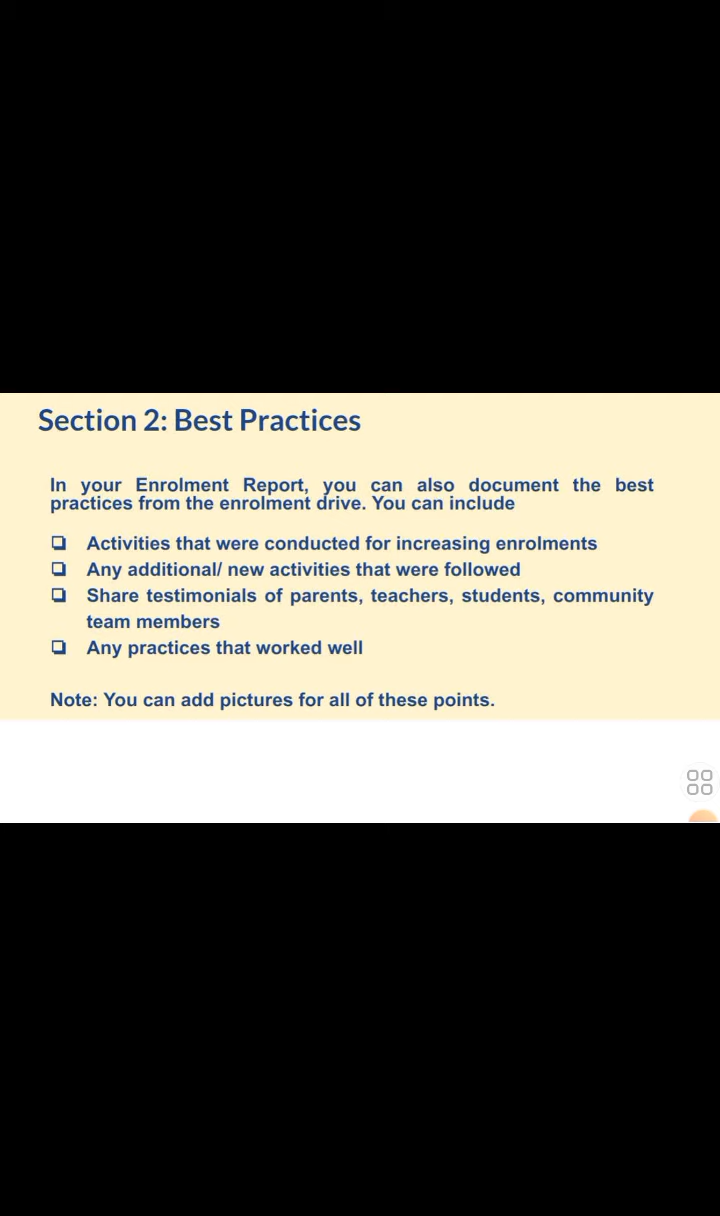 Section 2: Best Practices
In your Enrolment Report, you can also document the best
practices from the enrolment drive. You can include
❏ Activities that were conducted for increasing enrolments
❏ Any additional/ new activities that were followed
❏ Share testimonials of parents, teachers, students, community
team members
❏ Any practices that worked well
Note: You can add pictures for all of these points.